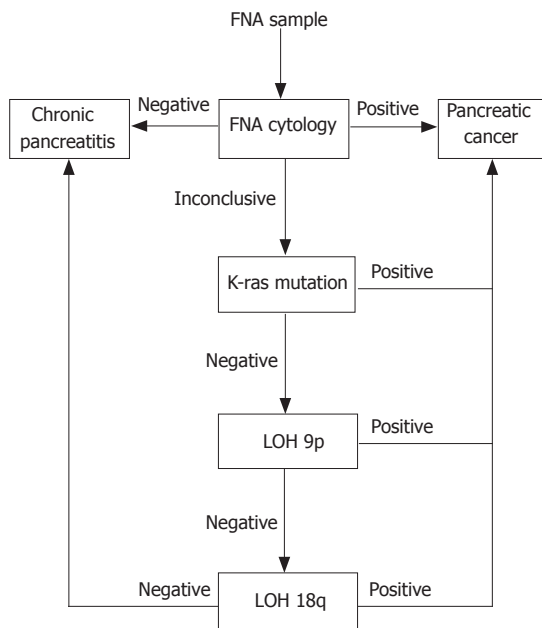 FNA sample
Negative
Positive
Chronic
pancreatitis
FNA cytology
Pancreatic
cancer
Inconclusive
K-ras mutation
Positive
Negative
LOH 9p
Positive
Negative
Negative
LOH 18q
Positive